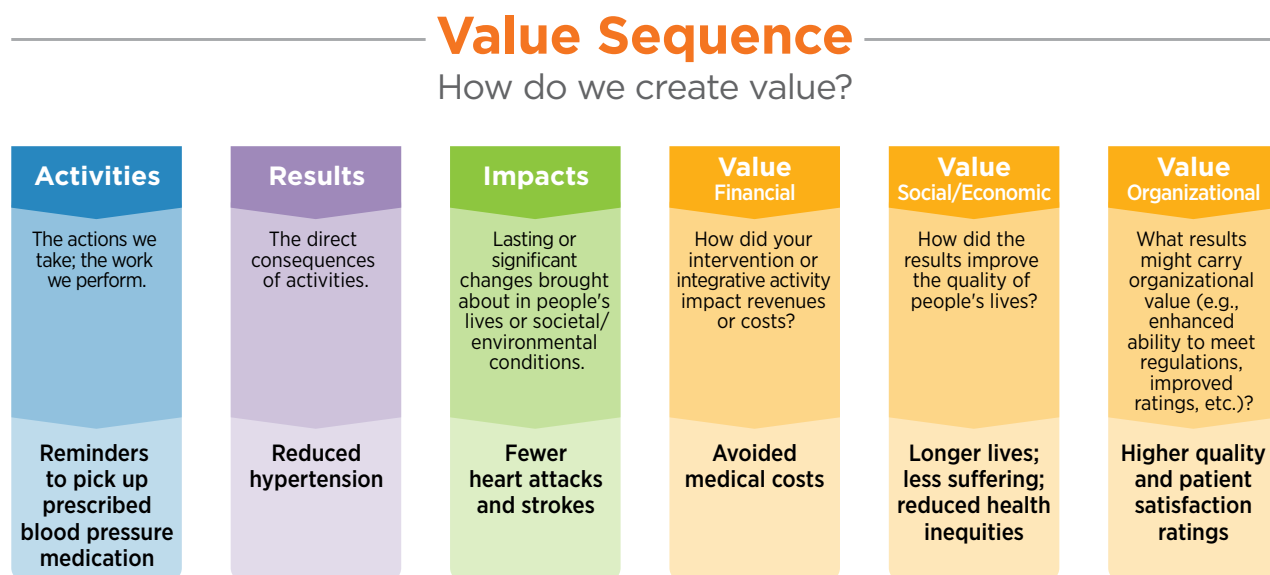 Value Sequence
How do we create value?
Activities
The actions we
take; the work
we perform.
Reminders
to pick up
prescribed
blood pressure
medication
Results
The direct
consequences
of activities.
Reduced
hypertension
Impacts
Lasting or
significant
changes brought
about in people's
lives or societal/
environmental
conditions.
Fewer
heart attacks
and strokes
Value
Financial
How did your
intervention or
integrative activity
impact revenues
or costs?
Avoided
medical costs
Value
Social/Economic
How did the
results improve
the quality of
people's lives?
Longer lives;
less suffering;
reduced health
inequities
Value
Organizational
What results
might carry
organizational
value (e.g.,
enhanced
ability to meet
regulations,
improved
ratings, etc.)?
Higher quality
and patient
satisfaction
ratings